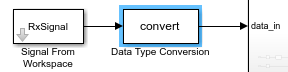 RxSignal
convert
data_in
Signal From
Workspace
Data Type Conversion